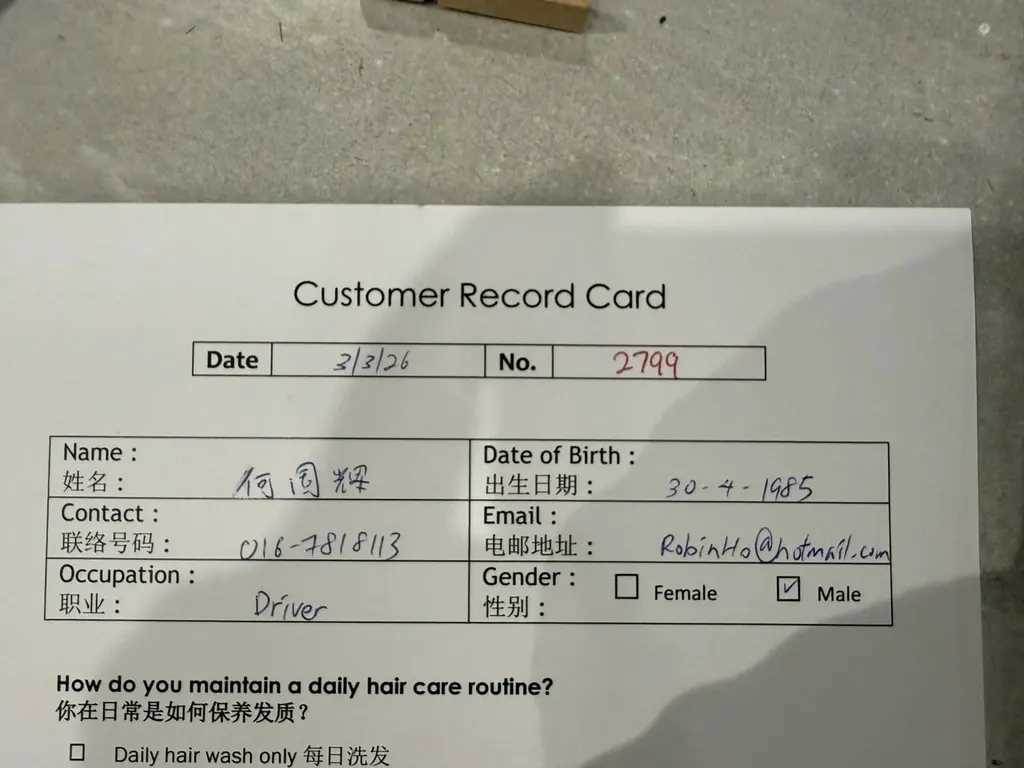 Customer Record Card
Date 3/3/26 No. 2799
Name :
姓名 : 何国辉
Date of Birth :
出生日期 : 30-4-1985
Contact :
联络号码 : 016-7818113
Email :
电邮地址 : RobinHo@hotmail.com
Occupation :
职业 : Driver
Gender :
性别 : ☐ Female ☑ Male
How do you maintain a daily hair care routine?
你在日常是如何保养发质?
☐ Daily hair wash only 每日洗发